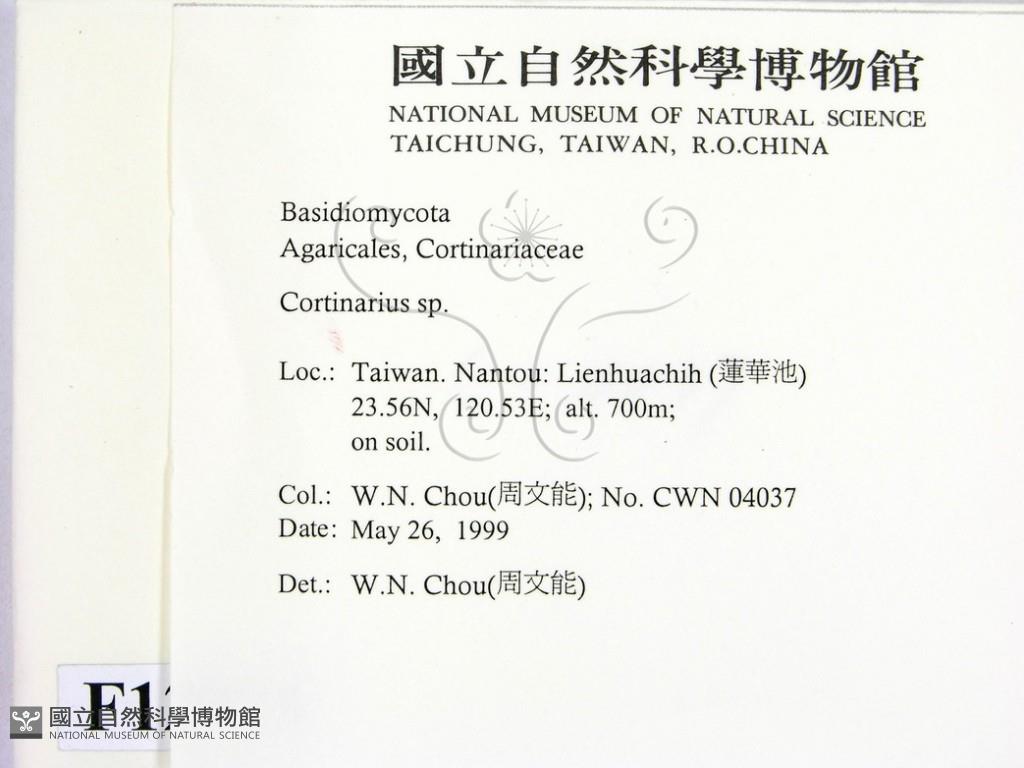 國立自然科學博物館
NATIONAL MUSEUM OF NATURAL SCIENCE
TAICHUNG, TAIWAN, R.O.CHINA
Basidiomycota
Agaricales, Cortinariaceae
Cortinarius sp.
Loc.: Taiwan. Nantou: Lienhuachih (蓮華池)
23.56N, 120.53E; alt. 700m;
on soil.
Col.: W.N. Chou(周文能); No. CWN 04037
Date: May 26, 1999
Det.: W.N. Chou(周文能)
國立自然科學博物館
NATIONAL MUSEUM OF NATURAL SCIENCE